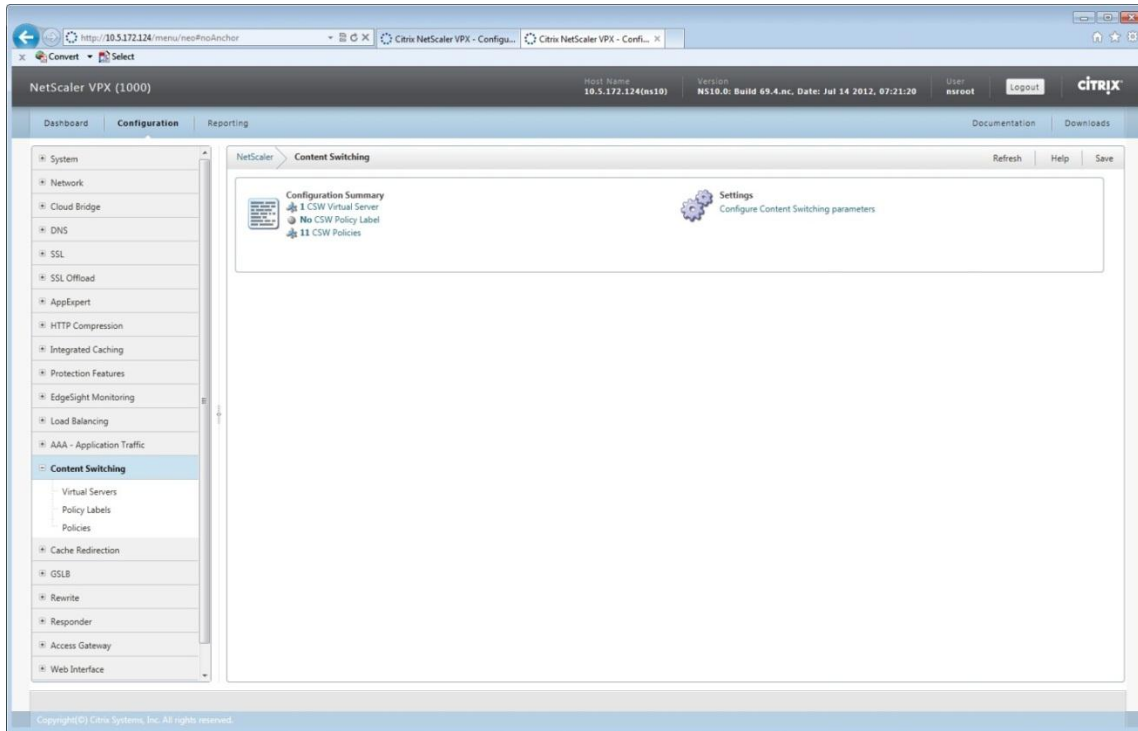 http://10.5.172.124/menu/neo#noAnchor
Citrix NetScaler VPX - Configu...
Citrix NetScaler VPX - Confi...
x Convert Select
NetScaler VPX (1000)
Host Name
10.5.172.124(ns10)
Version
NS10.0: Build 69.4.nc, Date: Jul 14 2012, 07:21:20
User
nsroot
Logout
CITRIX
Dashboard Configuration Reporting
Documentation Downloads
System
Network
Cloud Bridge
DNS
SSL
SSL Offload
AppExpert
HTTP Compression
Integrated Caching
Protection Features
EdgeSight Monitoring
Load Balancing
AAA - Application Traffic
Content Switching
Virtual Servers
Policy Labels
Policies
Cache Redirection
GSLB
Rewrite
Responder
Access Gateway
Web Interface
NetScaler Content Switching
Refresh Help Save
Configuration Summary
1 CSW Virtual Server
No CSW Policy Label
11 CSW Policies
Settings
Configure Content Switching parameters
Copyright(©) Citrix Systems, Inc. All rights reserved.